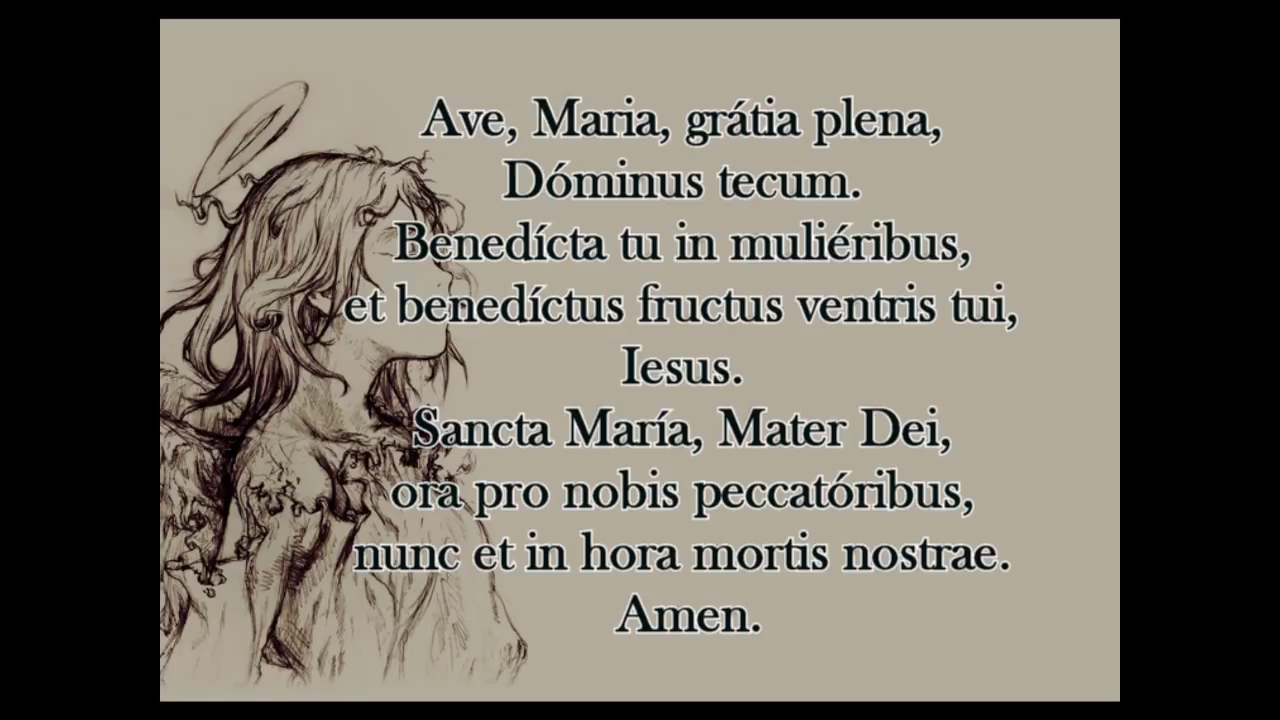 Ave, Maria, grátia plena,
Dóminus tecum.
Benedícta tu in muliéribus,
et benedíctus fructus ventris tui,
Iesus.
Sancta María, Mater Dei,
ora pro nobis peccatóribus,
nunc et in hora mortis nostrae.
Amen.